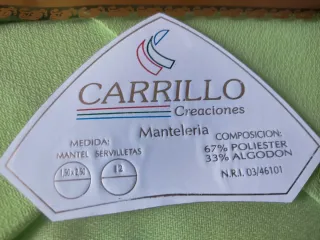 CARRILLO
Creaciones
Manteleria
MEDIDA:
MANTEL SERVILLETAS
12
COMPOSICION:
67% POLIESTER
33% ALGODON
N.R.I. 03/46101